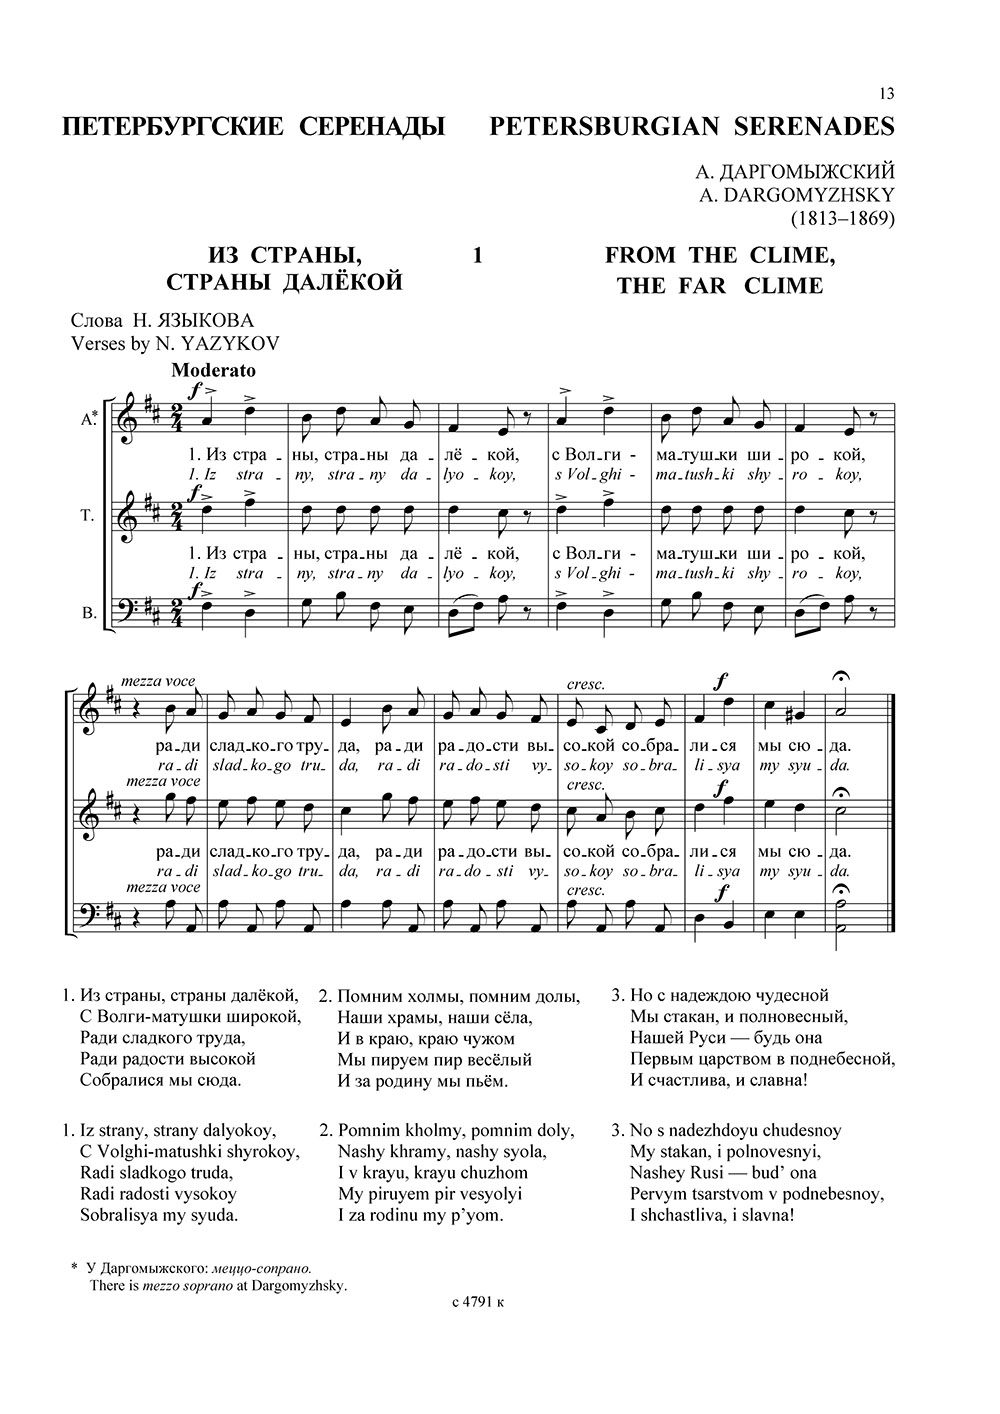 13
ПЕТЕРБУРГСКИЕ СЕРЕНАДЫ PETERSBURGIAN SERENADES
А. ДАРГОМЫЖСКИЙ
A. DARGOMYZHSKY
(1813–1869)
ИЗ СТРАНЫ, 1 FROM THE CLIME,
СТРАНЫ ДАЛЁКОЙ THE FAR CLIME
Слова Н. ЯЗЫКОВА
Verses by N. YAZYKOV
Moderato
f
A.*
2/4
1. Из стра - ны, стра - ны да - лё - кой, с Вол - ги - ма - туш - ки ши - ро - кой,
1. Iz stra - ny, stra - ny da - lyo - koy, s Vol - ghi - ma - tush - ki shy - ro - koy,
f
T.
2/4
1. Из стра - ны, стра - ны да - лё - кой, с Вол - ги - ма - туш - ки ши - ро - кой,
1. Iz stra - ny, stra - ny da - lyo - koy, s Vol - ghi - ma - tush - ki shy - ro - koy,
f
B.
2/4
mezza voce cresc. f
ра - ди слад - ко - го тру - да, ра - ди ра - до - сти вы - со - кой со - бра - ли - ся мы сю - да.
ra - di slad - ko - go tru - da, ra - di ra - do - sti vy - so - koy so - bra - li - sya my syu - da.
mezza voce cresc. f
ра - ди слад - ко - го тру - да, ра - ди ра - до - сти вы - со - кой со - бра - ли - ся мы сю - да.
ra - di slad - ko - go tru - da, ra - di ra - do - sti vy - so - koy so - bra - li - sya my syu - da.
mezza voce cresc. f
1. Из страны, страны далёкой,
С Волги-матушки широкой,
Ради сладкого труда,
Ради радости высокой
Собралися мы сюда.
2. Помним холмы, помним долы,
Наши храмы, наши сёла,
И в краю, краю чужом
Мы пируем пир весёлый
И за родину мы пьём.
3. Но с надеждою чудесной
Мы стакан, и полновесный,
Нашей Руси — будь она
Первым царством в поднебесной,
И счастлива, и славна!
1. Iz strany, strany dalyokoy,
C Volghi-matushki shyrokoy,
Radi sladkogo truda,
Radi radosti vysokoy
Sobralisya my syuda.
2. Pomnim kholmy, pomnim doly,
Nashy khramy, nashy syola,
I v krayu, krayu chuzhom
My piruyem pir vesyolyi
I za rodinu my p’yom.
3. No s nadezhdoyu chudesnoy
My stakan, i polnovesnyi,
Nashey Rusi — bud’ ona
Pervym tsarstvom v podnebesnoy,
I shchastliva, i slavna!
* У Даргомыжского: меццо-сопрано.
There is mezzo soprano at Dargomyzhsky.
с 4791 к